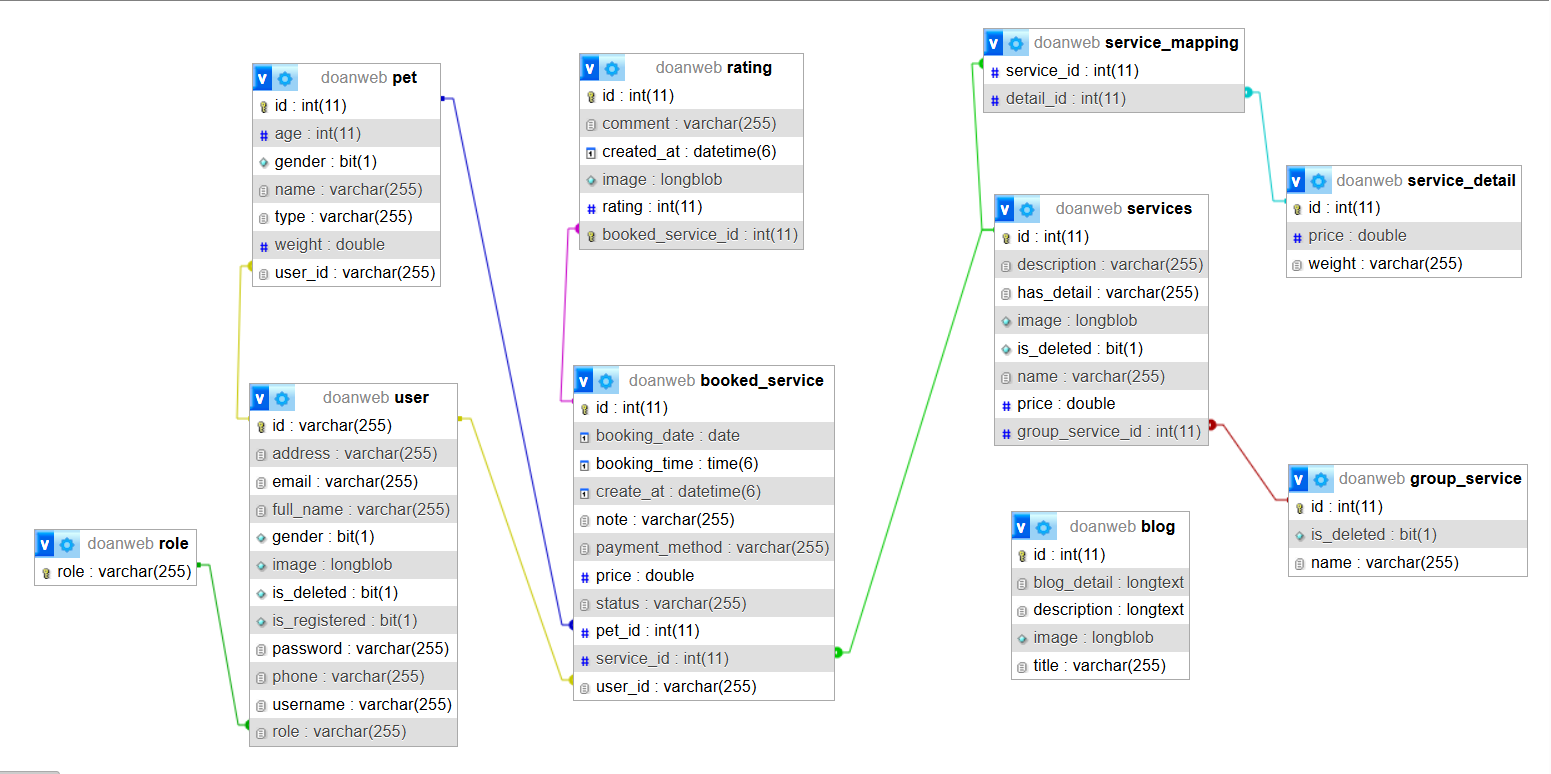 doanweb pet
id : int(11)
age : int(11)
gender : bit(1)
name : varchar(255)
type : varchar(255)
weight : double
user_id : varchar(255)
doanweb rating
id : int(11)
comment : varchar(255)
created_at : datetime(6)
image : longblob
rating : int(11)
booked_service_id : int(11)
doanweb service_mapping
service_id : int(11)
detail_id : int(11)
doanweb service_detail
id : int(11)
price : double
weight : varchar(255)
doanweb services
id : int(11)
description : varchar(255)
has_detail : varchar(255)
image : longblob
is_deleted : bit(1)
name : varchar(255)
price : double
group_service_id : int(11)
doanweb user
id : varchar(255)
address : varchar(255)
email : varchar(255)
full_name : varchar(255)
gender : bit(1)
image : longblob
is_deleted : bit(1)
is_registered : bit(1)
password : varchar(255)
phone : varchar(255)
username : varchar(255)
role : varchar(255)
doanweb booked_service
id : int(11)
booking_date : date
booking_time : time(6)
create_at : datetime(6)
note : varchar(255)
payment_method : varchar(255)
price : double
status : varchar(255)
pet_id : int(11)
service_id : int(11)
user_id : varchar(255)
doanweb role
role : varchar(255)
doanweb blog
id : int(11)
blog_detail : longtext
description : longtext
image : longblob
title : varchar(255)
doanweb group_service
id : int(11)
is_deleted : bit(1)
name : varchar(255)